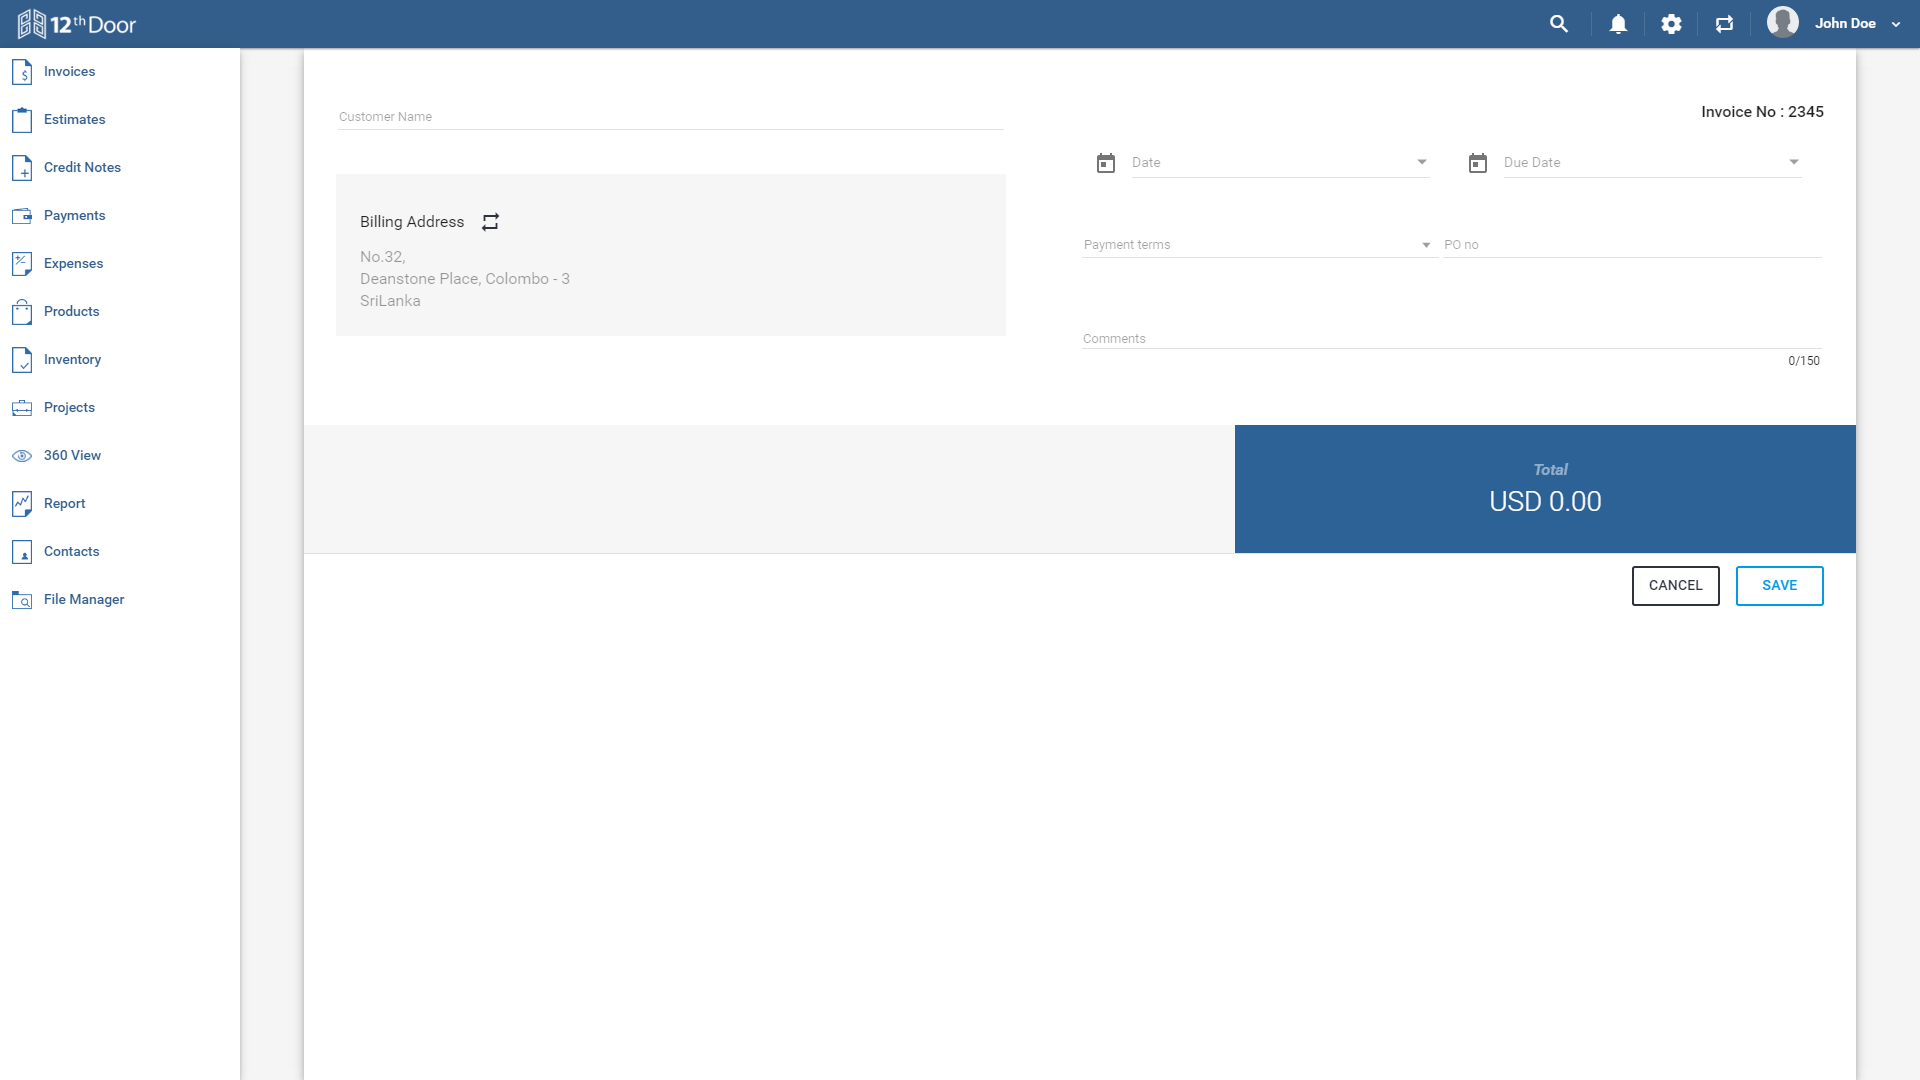 12th Door
John Doe
Invoices
Estimates
Credit Notes
Payments
Expenses
Products
Inventory
Projects
360 View
Report
Contacts
File Manager
Customer Name
Invoice No : 2345
Date
Due Date
Billing Address
No.32,
Deanstone Place, Colombo - 3
SriLanka
Payment terms
PO no
Comments
0/150
Total
USD 0.00
CANCEL
SAVE